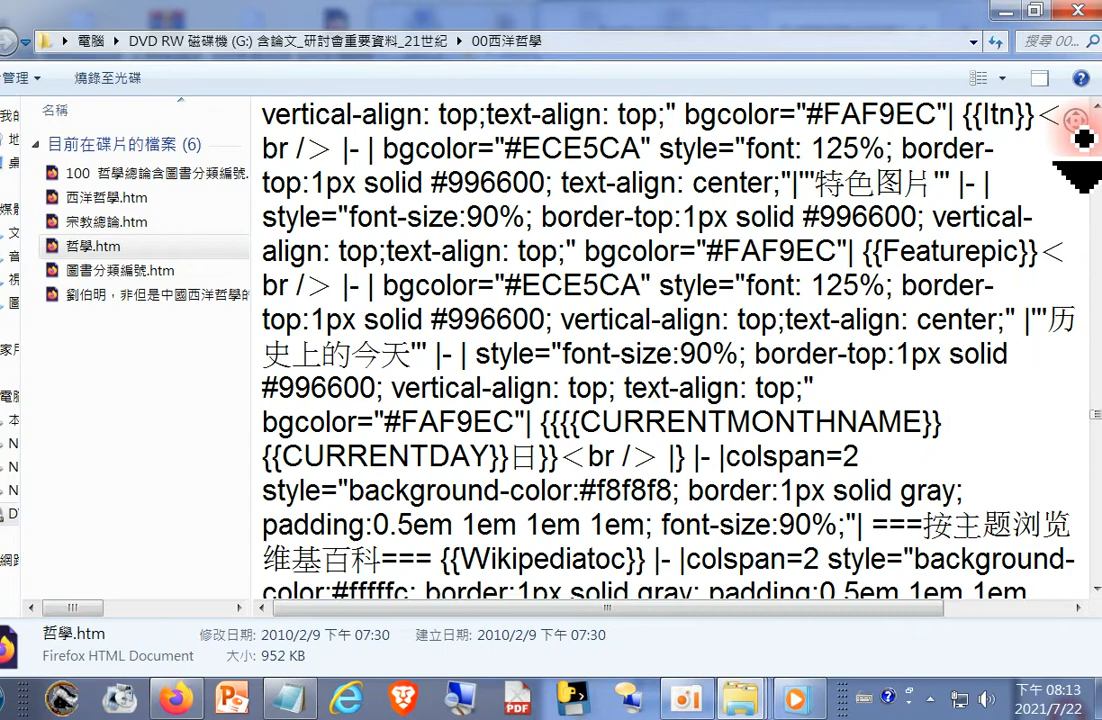 電腦 ▸ DVD RW 磁碟機 (G:) 含論文_研討會重要資料_21世紀 ▸ 00西洋哲學
搜尋 00...
管理
燒錄至光碟
名稱
目前在碟片的檔案 (6)
100 哲學總論含圖書分類編號.
西洋哲學.htm
宗教總論.htm
哲學.htm
圖書分類編號.htm
劉伯明，非但是中國西洋哲學的
vertical-align: top;text-align: top;" bgcolor="#FAF9EC"| {{Itn}}＜
br /＞ |- | bgcolor="#ECE5CA" style="font: 125%; border-
top:1px solid #996600; text-align: center;"|'''特色图片''' |- |
style="font-size:90%; border-top:1px solid #996600; vertical-
align: top;text-align: top;" bgcolor="#FAF9EC"| {{Featurepic}}＜
br /＞ |- | bgcolor="#ECE5CA" style="font: 125%; border-
top:1px solid #996600; vertical-align: top;text-align: center;" |'''历
史上的今天''' |- | style="font-size:90%; border-top:1px solid
#996600; vertical-align: top; text-align: top;"
bgcolor="#FAF9EC"| {{{{CURRENTMONTHNAME}}
{{CURRENTDAY}}日}}＜br /＞ |} |- |colspan=2
style="background-color:#f8f8f8; border:1px solid gray;
padding:0.5em 1em 1em 1em; font-size:90%;"| ===按主题浏览
维基百科=== {{Wikipediatoc}} |- |colspan=2 style="background-
color:#fffffc; border:1px solid gray; padding:0.5em 1em 1em
哲學.htm
修改日期: 2010/2/9 下午 07:30
建立日期: 2010/2/9 下午 07:30
Firefox HTML Document
大小: 952 KB
PDF
下午 08:13
2021/7/22